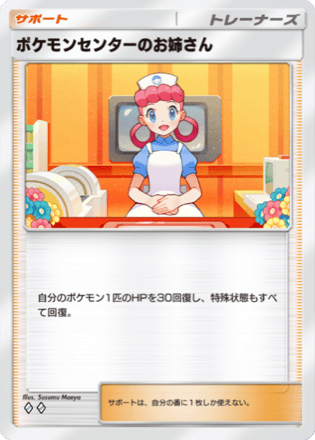 サポート
トレーナーズ
ポケモンセンターのお姉さん
自分のポケモン1匹のHPを30回復し、特殊状態もすべ
て回復。
Illus. Susumu Maeya
サポートは、自分の番に1枚しか使えない。